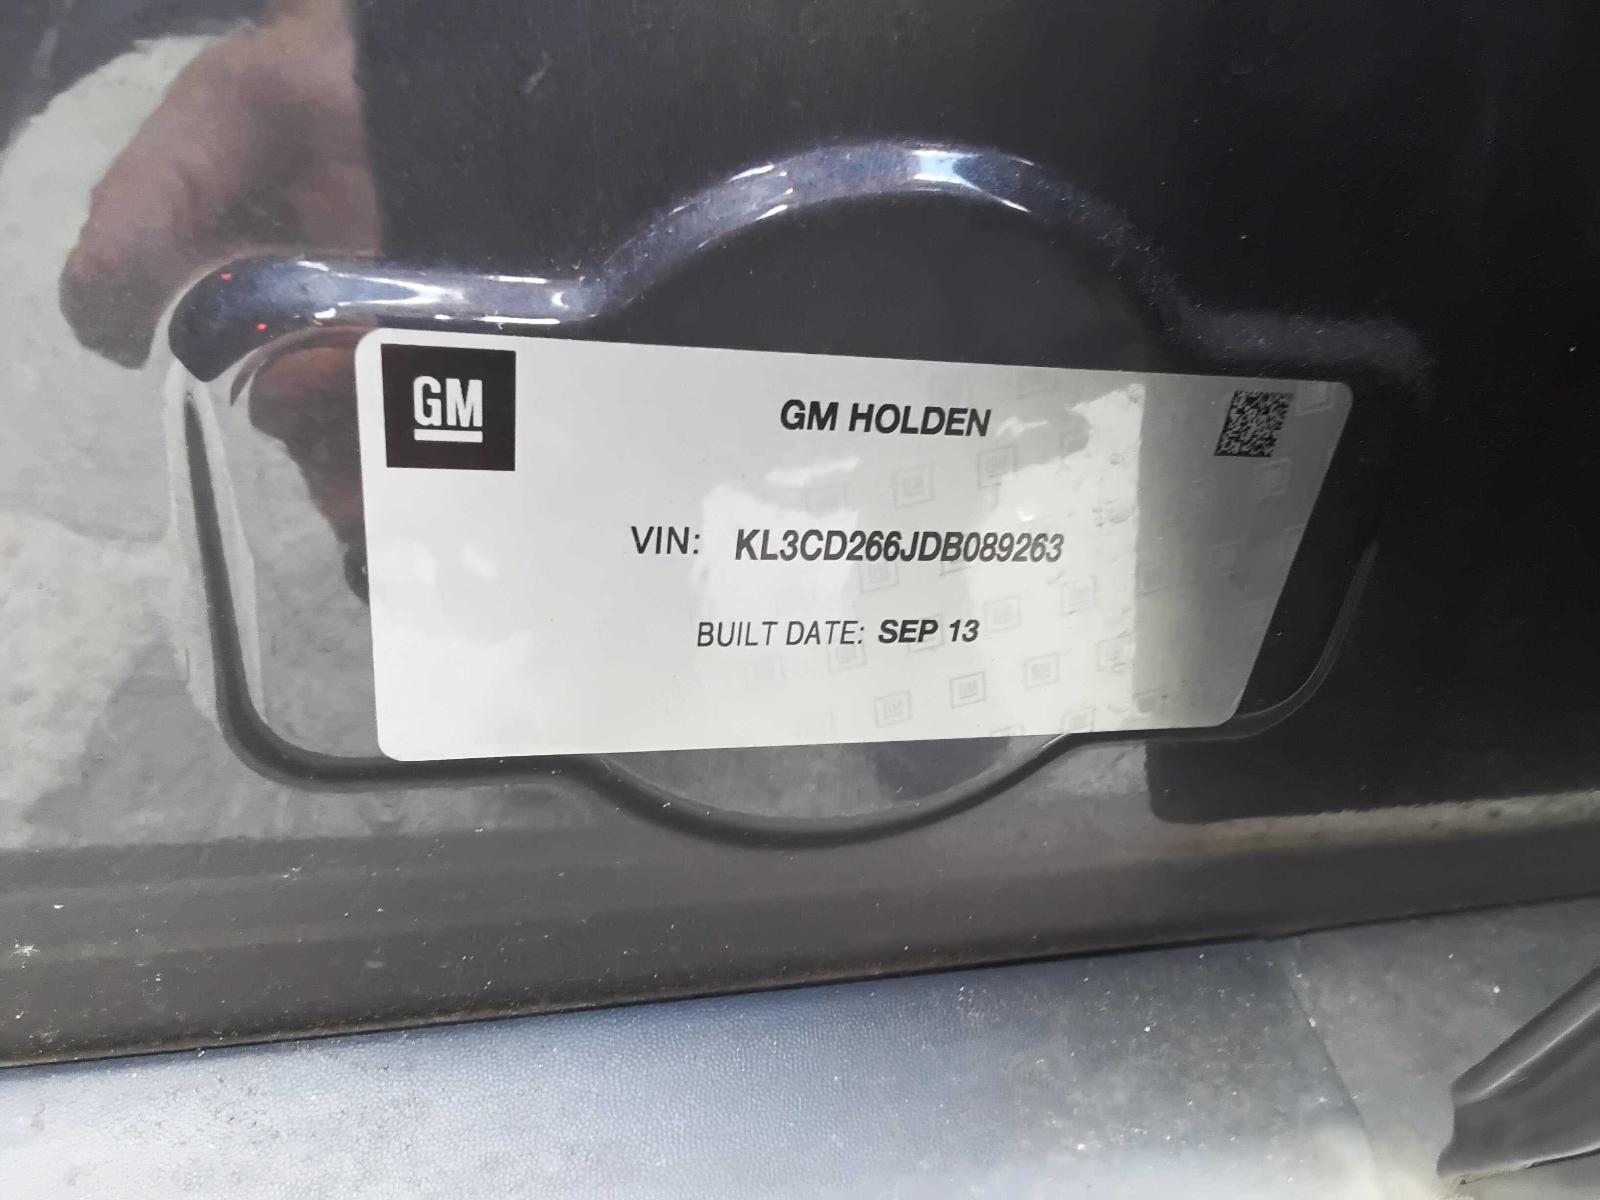 GM
GM HOLDEN
VIN: KL3CD266JDB089263
BUILT DATE: SEP 13